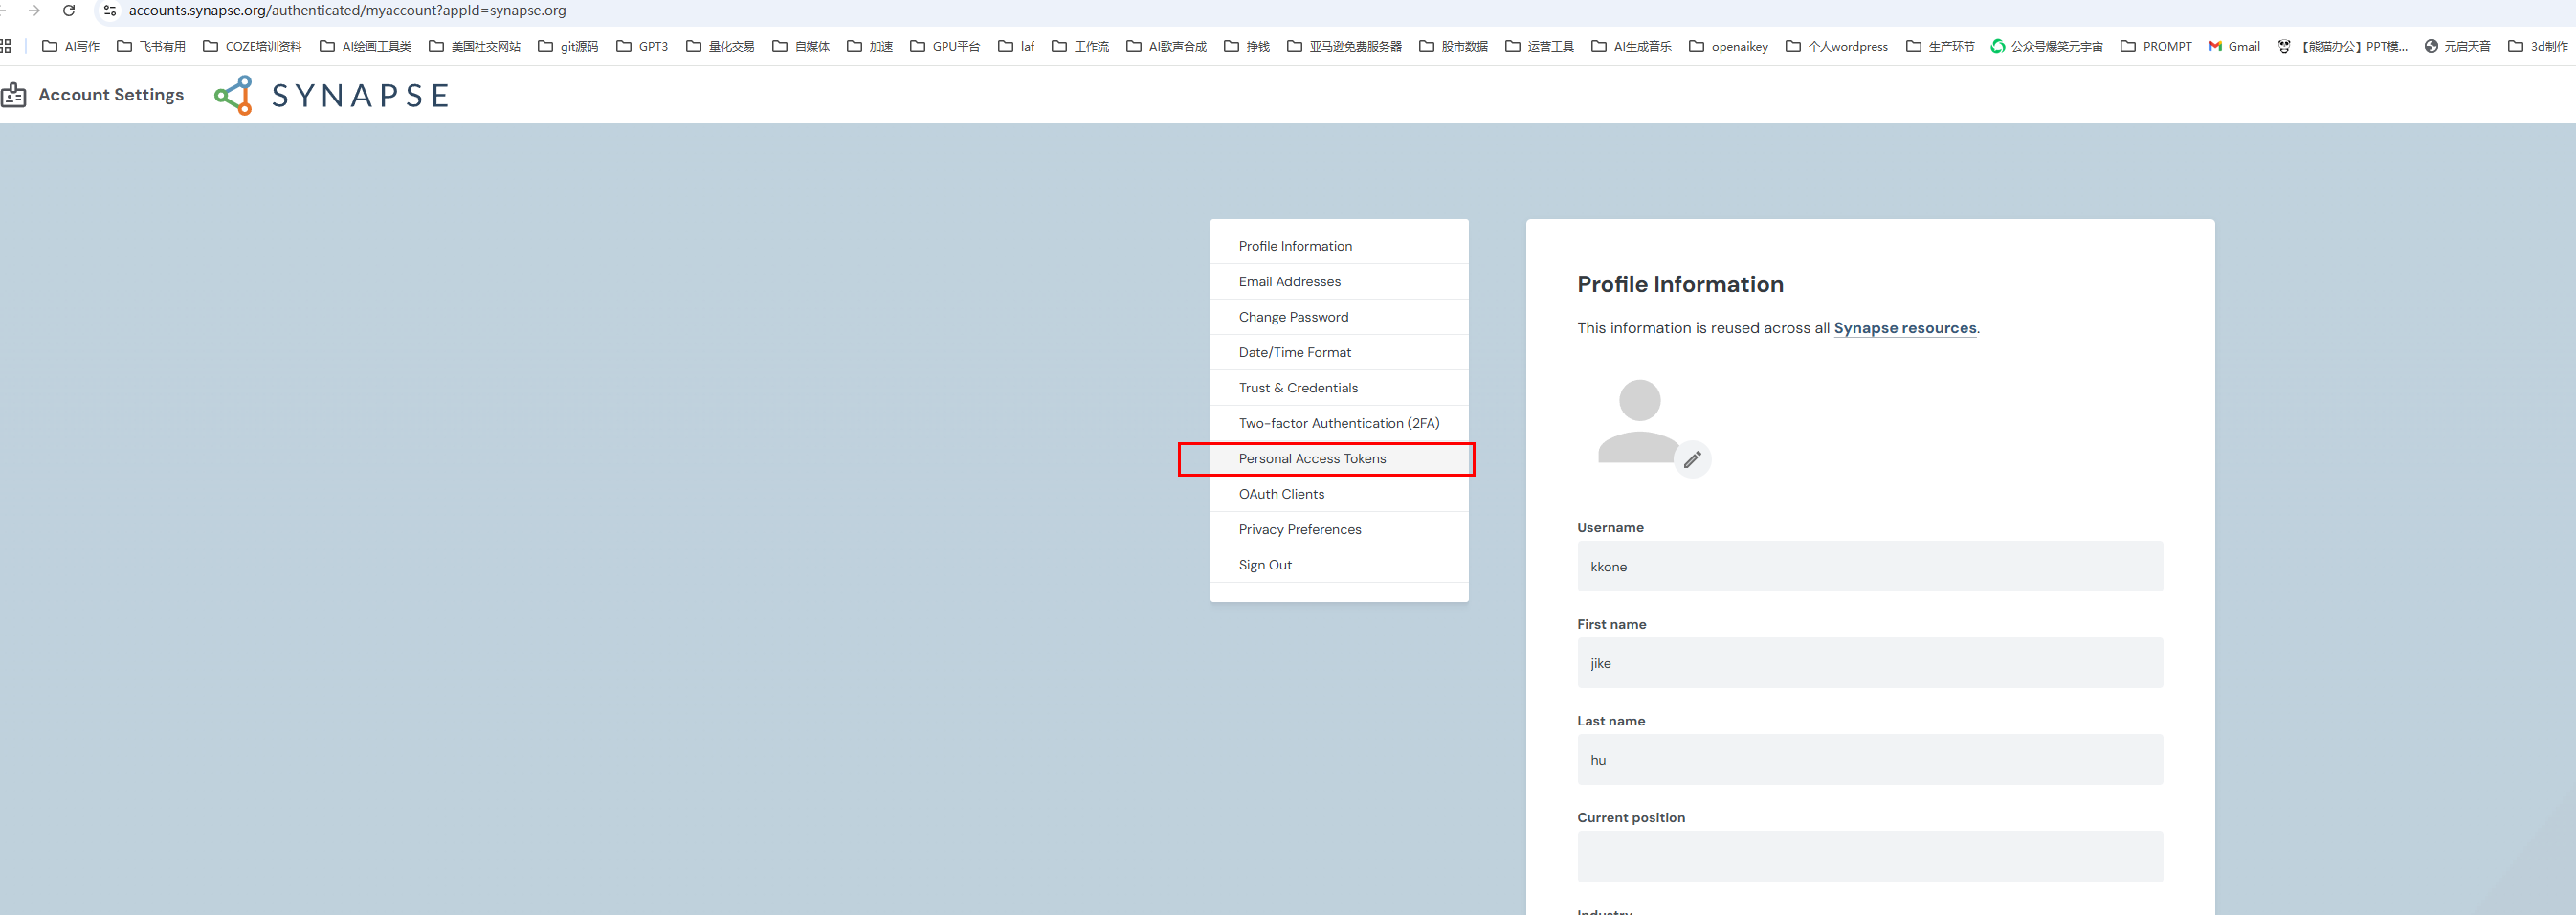 accounts.synapse.org/authenticated/myaccount?appId=synapse.org
AI写作 飞书有用 COZE培训资料 AI绘画工具类 美国社交网站 git源码 GPT3 量化交易 自媒体 加速 GPU平台 laf 工作流 AI歌声合成 挣钱 亚马逊免费服务器 股市数据 运营工具 AI生成音乐 openaikey 个人wordpress 生产环节 公众号爆笑元宇宙 PROMPT Gmail 【熊猫办公】PPT模... 元启天音 3d制作
Account Settings SYNAPSE
Profile Information
Email Addresses
Change Password
Date/Time Format
Trust & Credentials
Two-factor Authentication (2FA)
Personal Access Tokens
OAuth Clients
Privacy Preferences
Sign Out
Profile Information
This information is reused across all Synapse resources.
Username
kkone
First name
jike
Last name
hu
Current position
Industry